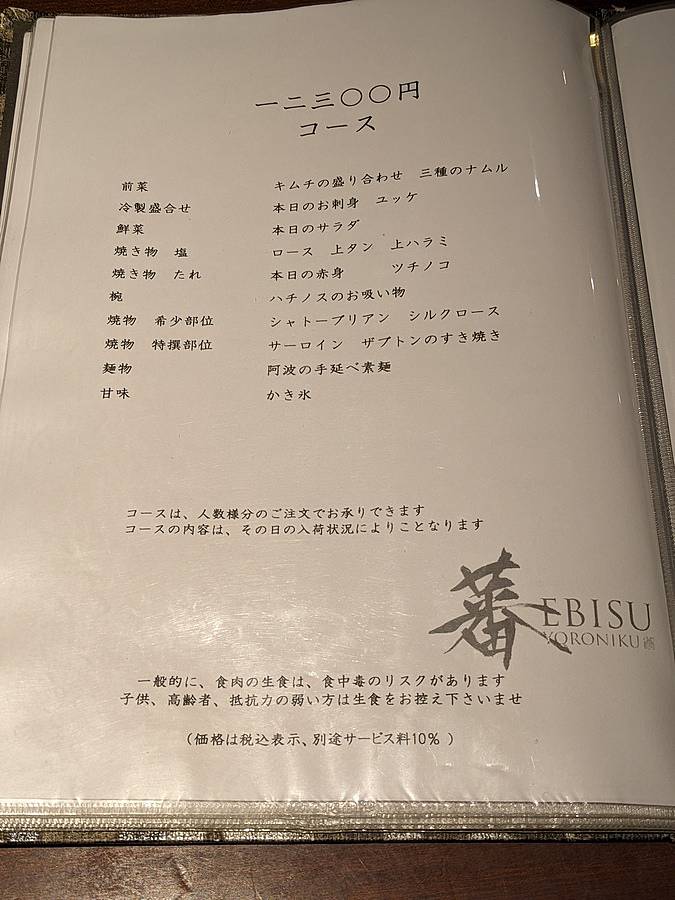 一二三〇〇円
コース
前菜 キムチの盛り合わせ 三種のナムル
冷製盛合せ 本日のお刺身 ユッケ
鮮菜 本日のサラダ
焼き物 塩 ロース 上タン 上ハラミ
焼き物 たれ 本日の赤身 ツチノコ
椀 ハチノスのお吸い物
焼物 希少部位 シャトーブリアン シルクロース
焼物 特撰部位 サーロイン ザブトンのすき焼き
麺物 阿波の手延べ素麺
甘味 かき氷
コースは、人数様分のご注文でお承りできます
コースの内容は、その日の入荷状況によりことなります
蕃 EBISU
YORONIKU
一般的に、食肉の生食は、食中毒のリスクがあります
子供、高齢者、抵抗力の弱い方は生食をお控え下さいませ
(価格は税込表示、別途サービス料10% )